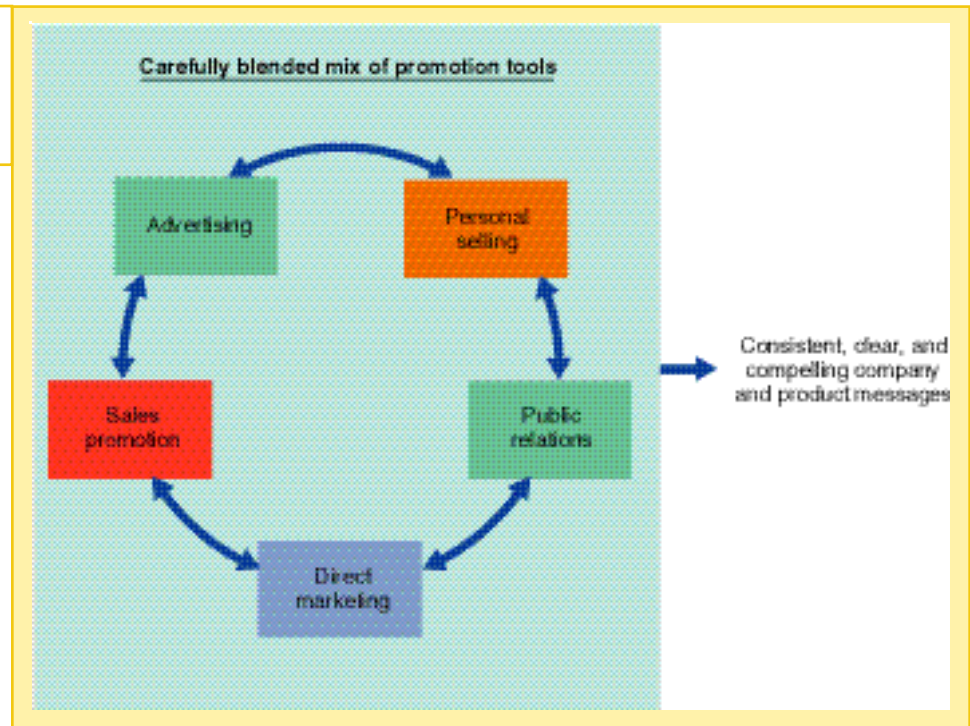 Carefully blended mix of promotion tools
Advertising
Personal
selling
Sales
promotion
Public
relations
Direct
marketing
Consistent, clear, and
compelling company
and product messages